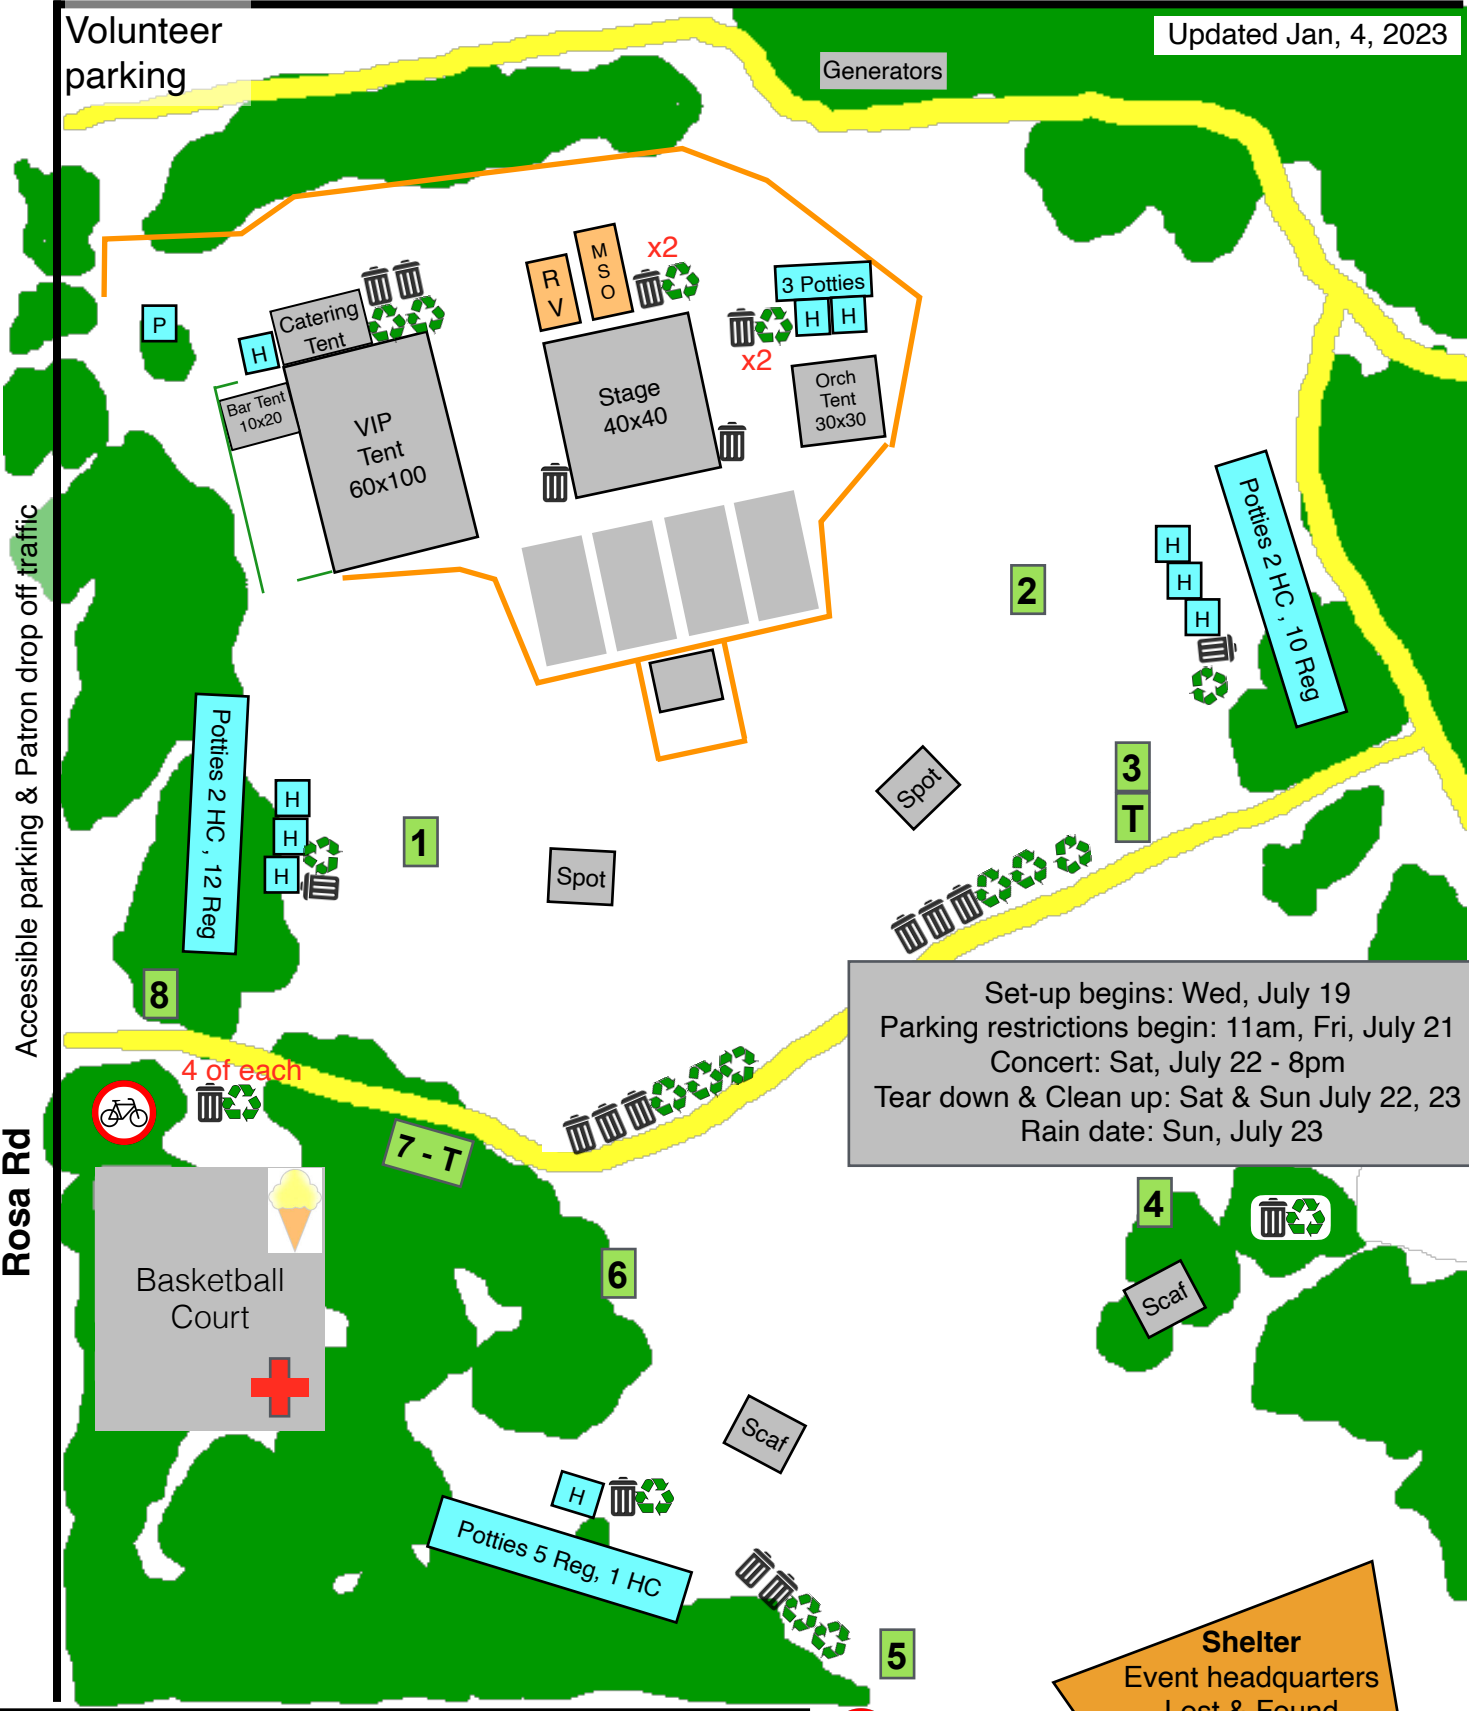 Volunteer
parking
Updated Jan, 4, 2023
Generators
x2
M
S
O
R
V
3 Potties
H
H
x2
P
Catering
Tent
H
Bar Tent
10x20
VIP
Tent
60x100
Stage
40x40
Orch
Tent
30x30
Potties 2 HC , 10 Reg
H
H
H
2
Accessible parking & Patron drop off traffic
Potties 2 HC , 12 Reg
H
H
H
1
Spot
Spot
3
T
8
Set-up begins: Wed, July 19
Parking restrictions begin: 11am, Fri, July 21
Concert: Sat, July 22 - 8pm
Tear down & Clean up: Sat & Sun July 22, 23
Rain date: Sun, July 23
4 of each
7 - T
Rosa Rd
4
Basketball
Court
6
Scaf
Scaf
H
Potties 5 Reg, 1 HC
5
Shelter
Event headquarters
Lost & Found